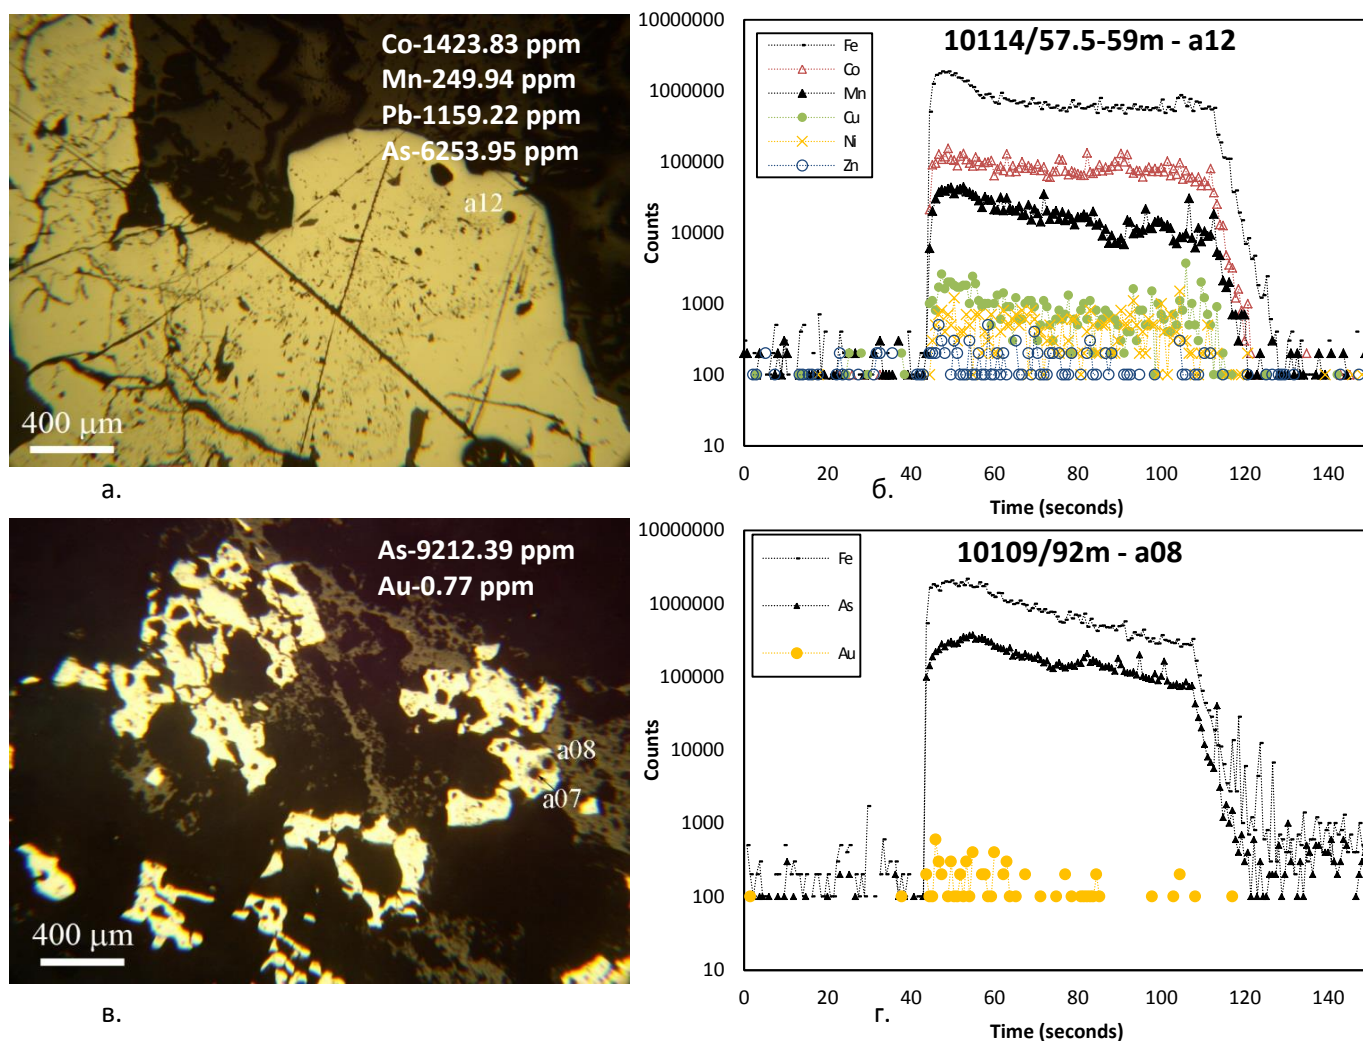 Co-1423.83 ppm
Mn-249.94 ppm
Pb-1159.22 ppm
As-6253.95 ppm
a12
400 µm
а.
10114/57.5-59m - a12
Fe
Co
Mn
Cu
Ni
Zn
10000000
1000000
100000
10000
1000
100
10
Counts
0 20 40 60 80 100 120 140
Time (seconds)
б.
As-9212.39 ppm
Au-0.77 ppm
a08
a07
400 µm
в.
10109/92m - a08
Fe
As
Au
10000000
1000000
100000
10000
1000
100
10
Counts
0 20 40 60 80 100 120 140
Time (seconds)
г.